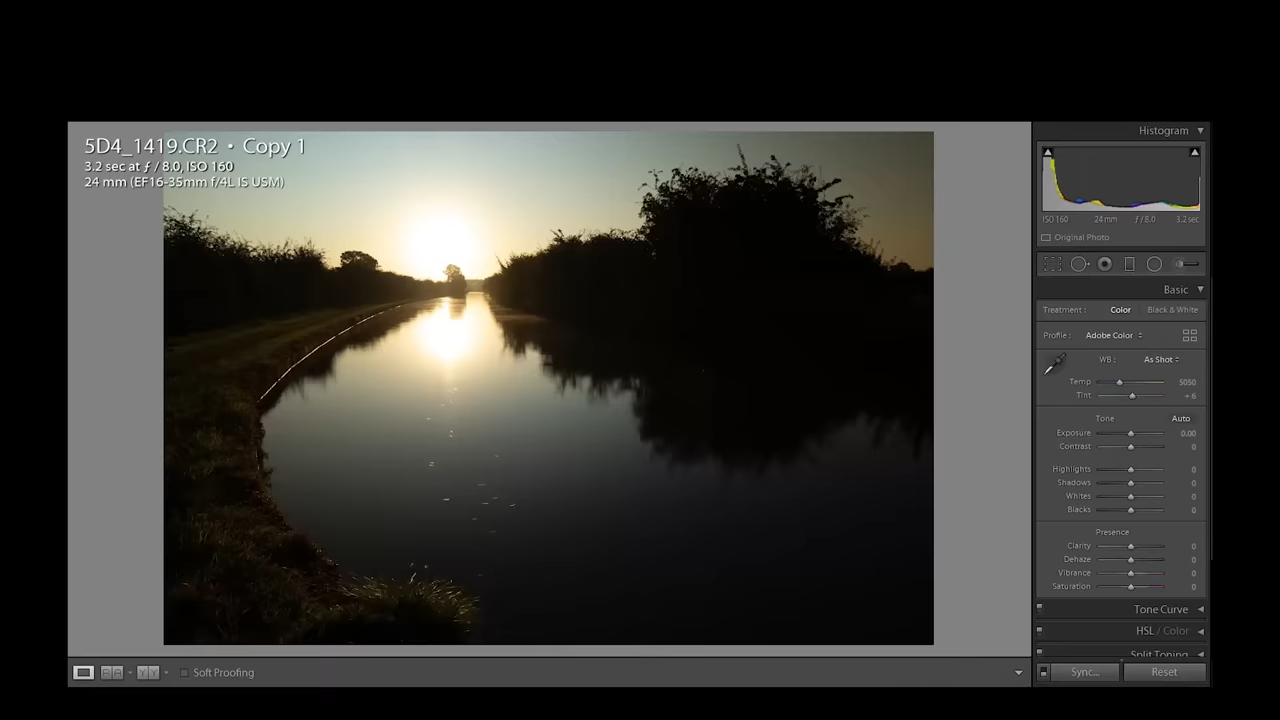 5D4_1419.CR2 • Copy 1
3.2 sec at ƒ / 8.0, ISO 160
24 mm (EF16-35mm f/4L IS USM)
Histogram
ISO 160 24 mm ƒ / 8.0 3.2 sec
Original Photo
Basic
Treatment : Color Black & White
Profile : Adobe Color
WB : As Shot
Temp 5050
Tint + 6
Tone Auto
Exposure 0.00
Contrast 0
Highlights 0
Shadows 0
Whites 0
Blacks 0
Presence
Clarity 0
Dehaze 0
Vibrance 0
Saturation 0
Tone Curve
HSL / Color
Split Toning
Soft Proofing
Sync...
Reset